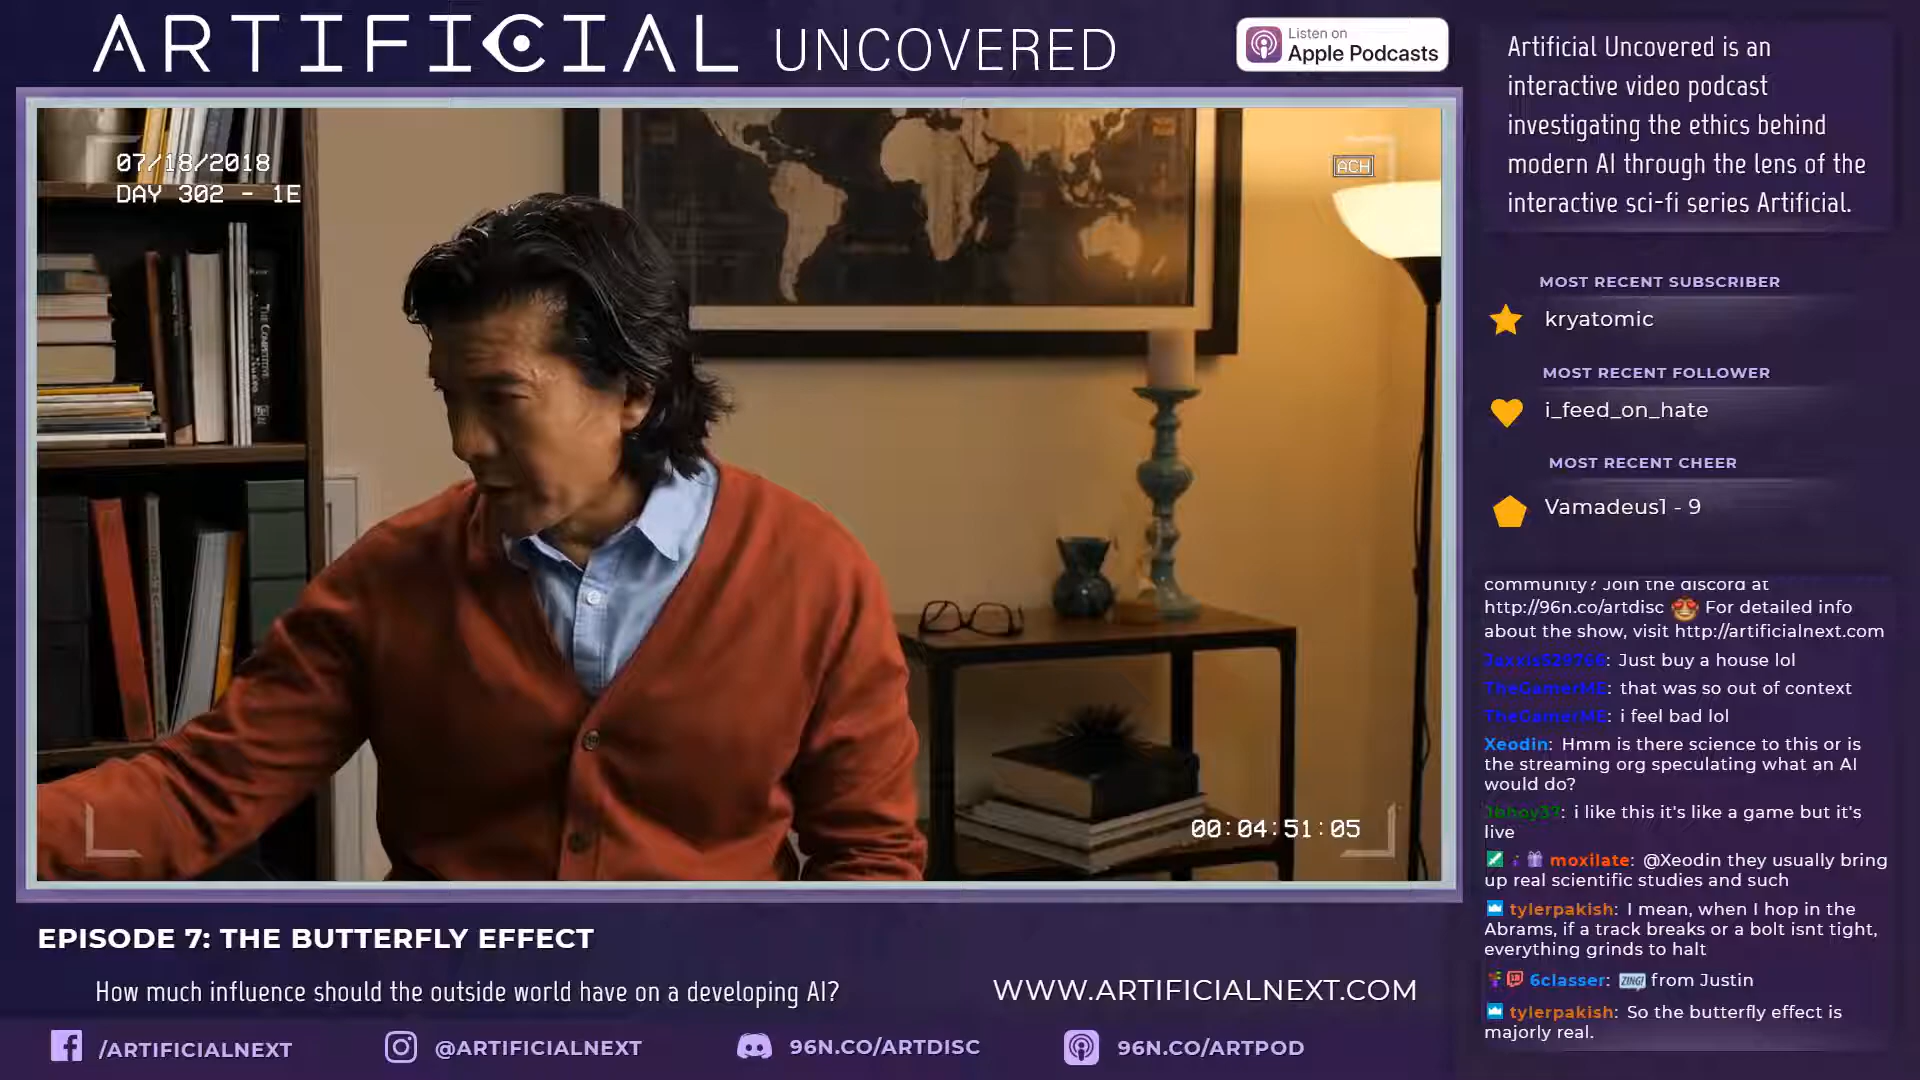 ARTIFICIAL UNCOVERED
Listen on
Apple Podcasts
07/18/2018
DAY 302 - 1E
ACH
00:04:51:05
EPISODE 7: THE BUTTERFLY EFFECT
How much influence should the outside world have on a developing AI?
WWW.ARTIFICIALNEXT.COM
/ARTIFICIALNEXT
@ARTIFICIALNEXT
96N.CO/ARTDISC
96N.CO/ARTPOD
Artificial Uncovered is an
interactive video podcast
investigating the ethics behind
modern AI through the lens of the
interactive sci-fi series Artificial.
MOST RECENT SUBSCRIBER
kryatomic
MOST RECENT FOLLOWER
i_feed_on_hate
MOST RECENT CHEER
Vamadeus1 - 9
community? Join the discord at
http://96n.co/artdisc For detailed info
about the show, visit http://artificialnext.com
: Just buy a house lol
TheGamerME: that was so out of context
TheGamerME: i feel bad lol
Xeodin: Hmm is there science to this or is
the streaming org speculating what an AI
would do?
: i like this it's like a game but it's
live
moxilate: @Xeodin they usually bring
up real scientific studies and such
tylerpakish: I mean, when I hop in the
Abrams, if a track breaks or a bolt isnt tight,
everything grinds to halt
6classer: ZING! from Justin
tylerpakish: So the butterfly effect is
majorly real.